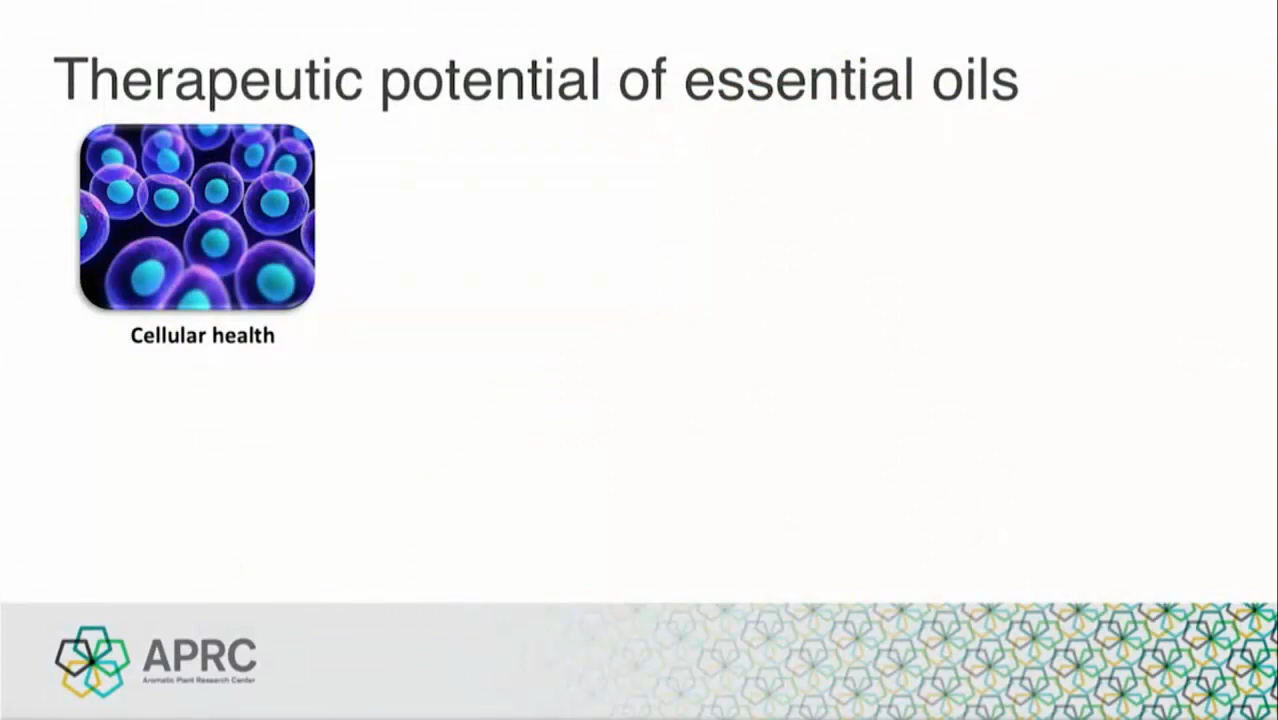 Therapeutic potential of essential oils
Cellular health
APRC
Aromatic Plant Research Center